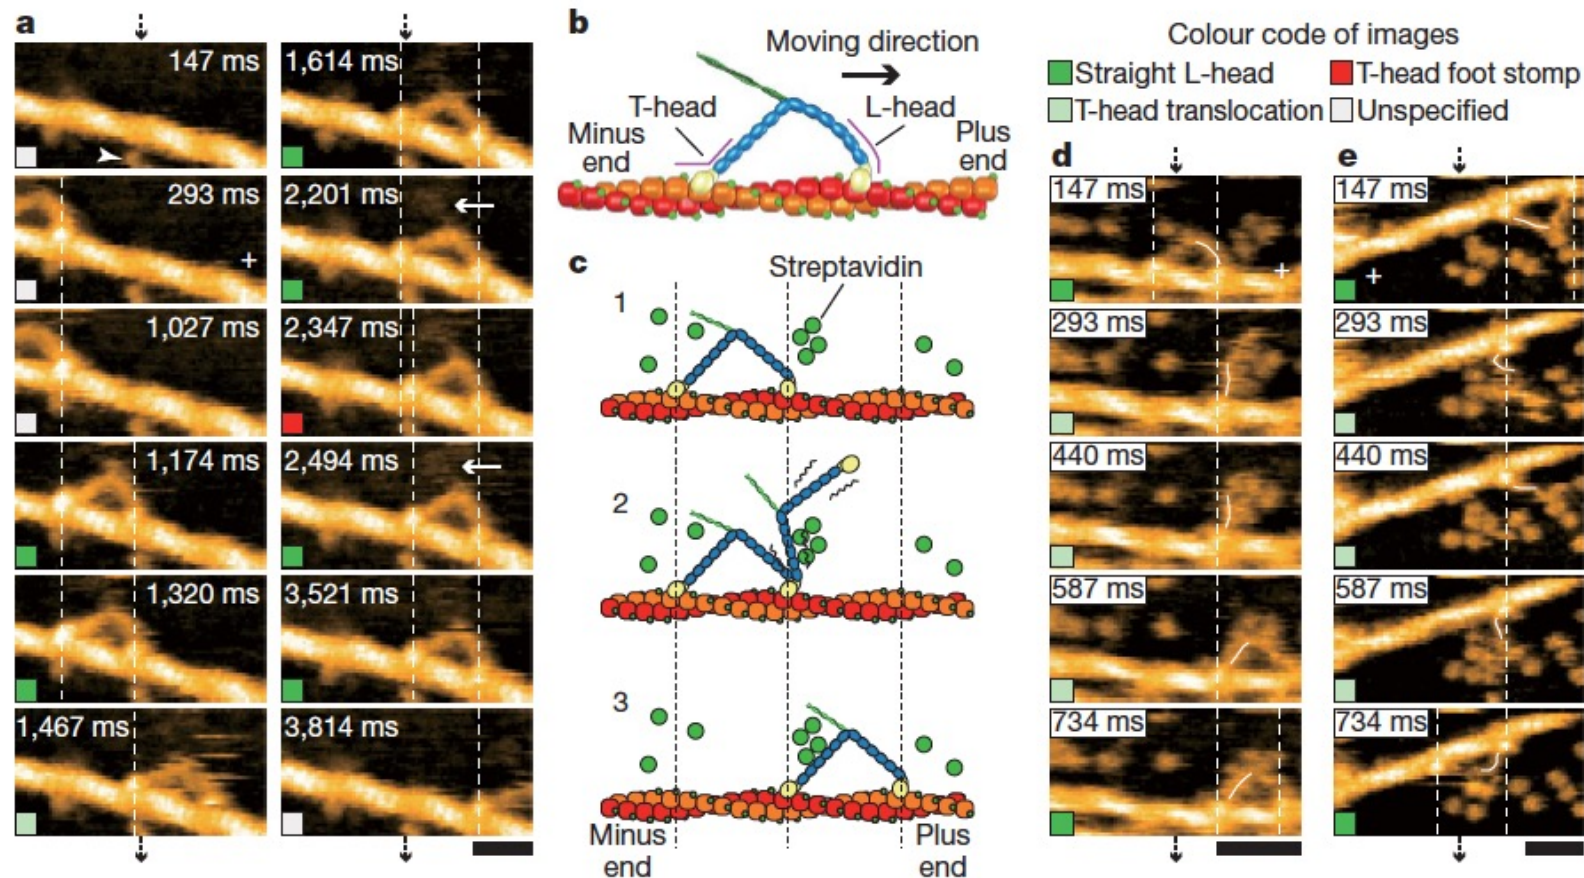 a
147 ms
293 ms
+
1,027 ms
1,174 ms
1,320 ms
1,467 ms
1,614 ms
2,201 ms
2,347 ms
2,494 ms
3,521 ms
3,814 ms
b
Moving direction
T-head
L-head
Minus
end
Plus
end
c
Streptavidin
1
2
3
Minus
end
Plus
end
Colour code of images
Straight L-head
T-head foot stomp
T-head translocation
Unspecified
d
147 ms
+
293 ms
440 ms
587 ms
734 ms
e
147 ms
+
293 ms
440 ms
587 ms
734 ms